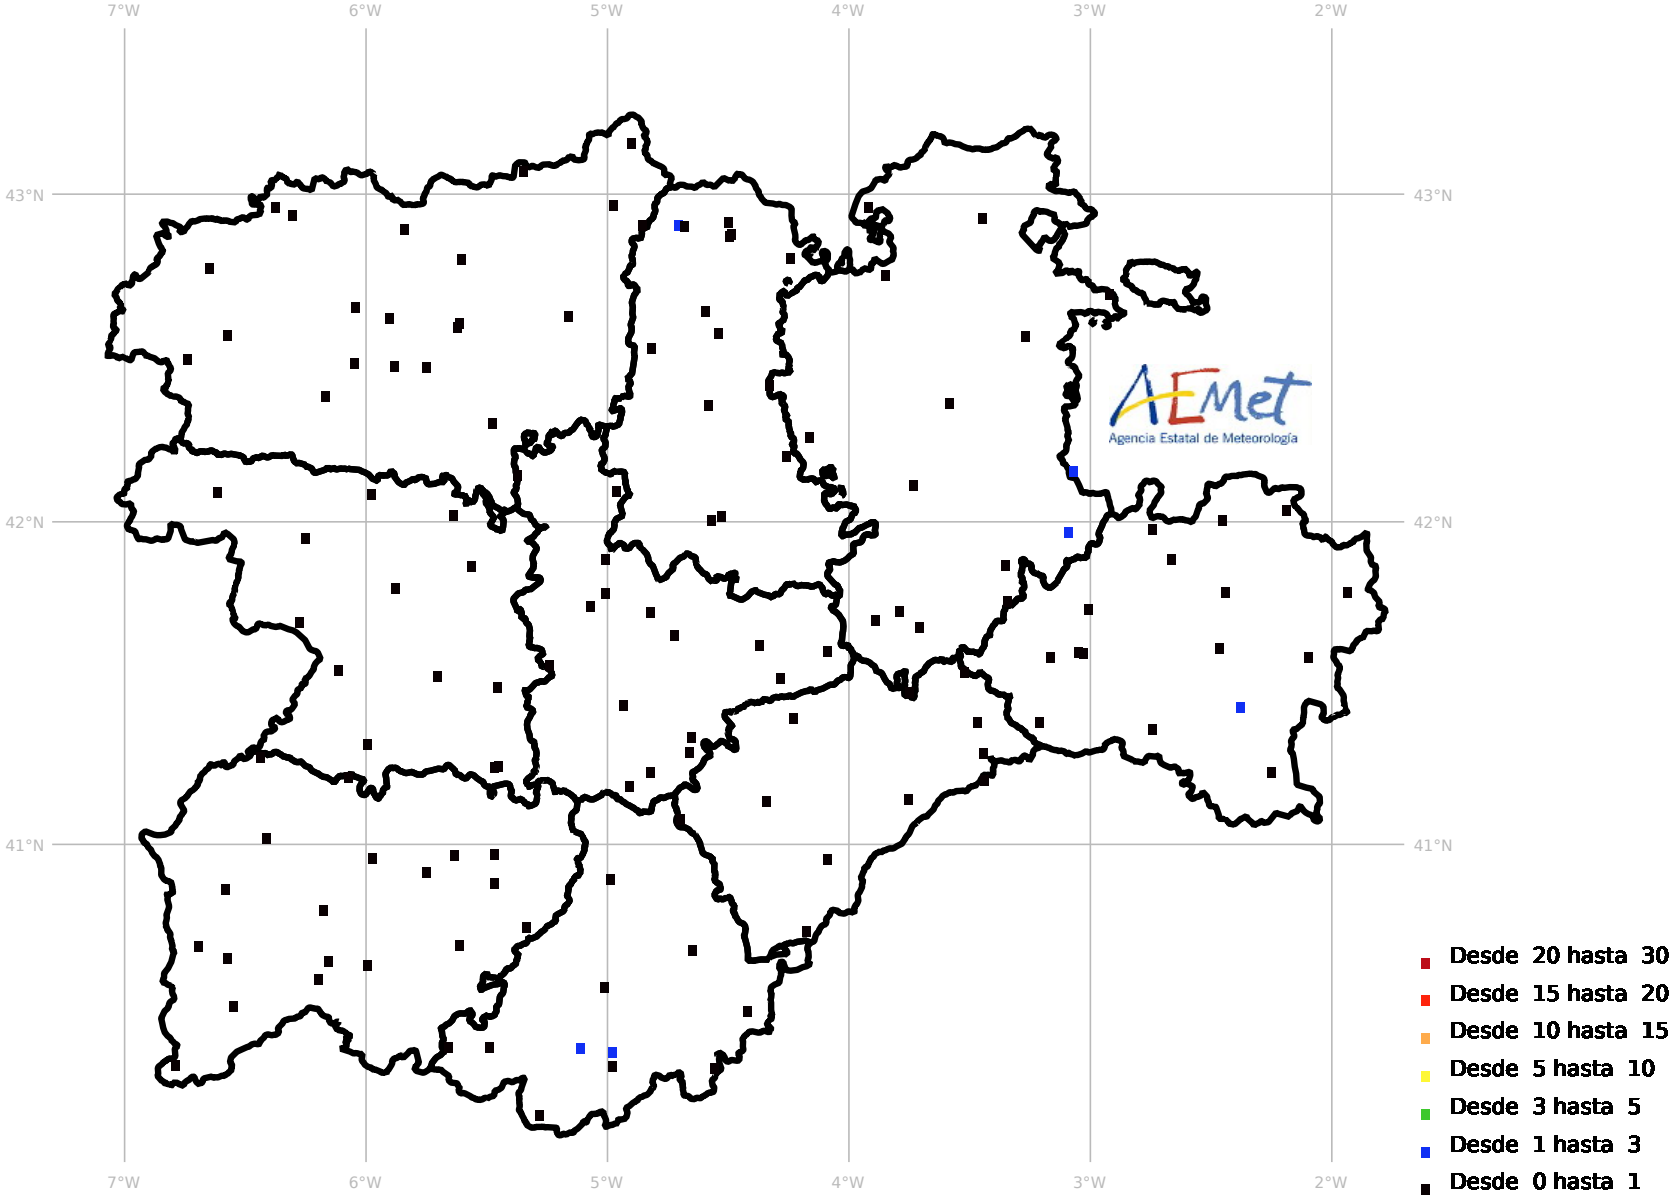 7°W 6°W 5°W 4°W 3°W 2°W
43°N 43°N
AEMet
Agencia Estatal de Meteorología
42°N 42°N
41°N 41°N
Desde 20 hasta 30
Desde 15 hasta 20
Desde 10 hasta 15
Desde 5 hasta 10
Desde 3 hasta 5
Desde 1 hasta 3
Desde 0 hasta 1
7°W 6°W 5°W 4°W 3°W 2°W